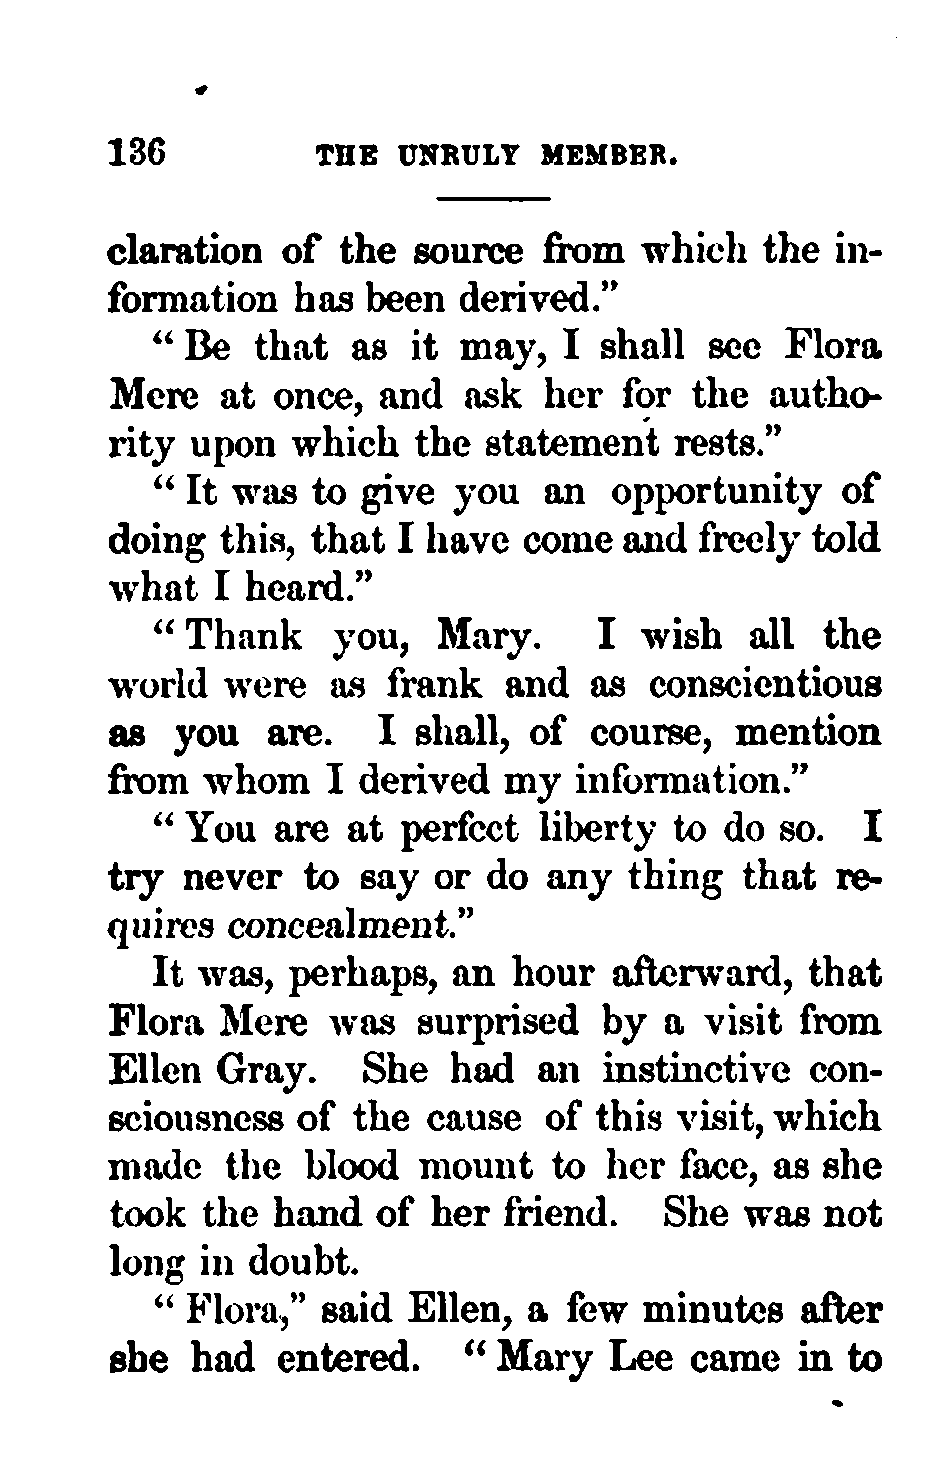 136 THE UNRULY MEMBER.
claration of the source from which the in-
formation has been derived."
"Be that as it may, I shall see Flora
Mere at once, and ask her for the autho-
rity upon which the statement rests."
"It was to give you an opportunity of
doing this, that I have come and freely told
what I heard."
"Thank you, Mary. I wish all the
world were as frank and as conscientious
as you are. I shall, of course, mention
from whom I derived my information."
"You are at perfect liberty to do so. I
try never to say or do any thing that re-
quires concealment."
It was, perhaps, an hour afterward, that
Flora Mere was surprised by a visit from
Ellen Gray. She had an instinctive con-
sciousness of the cause of this visit, which
made the blood mount to her face, as she
took the hand of her friend. She was not
long in doubt.
"Flora," said Ellen, a few minutes after
she had entered. "Mary Lee came in to